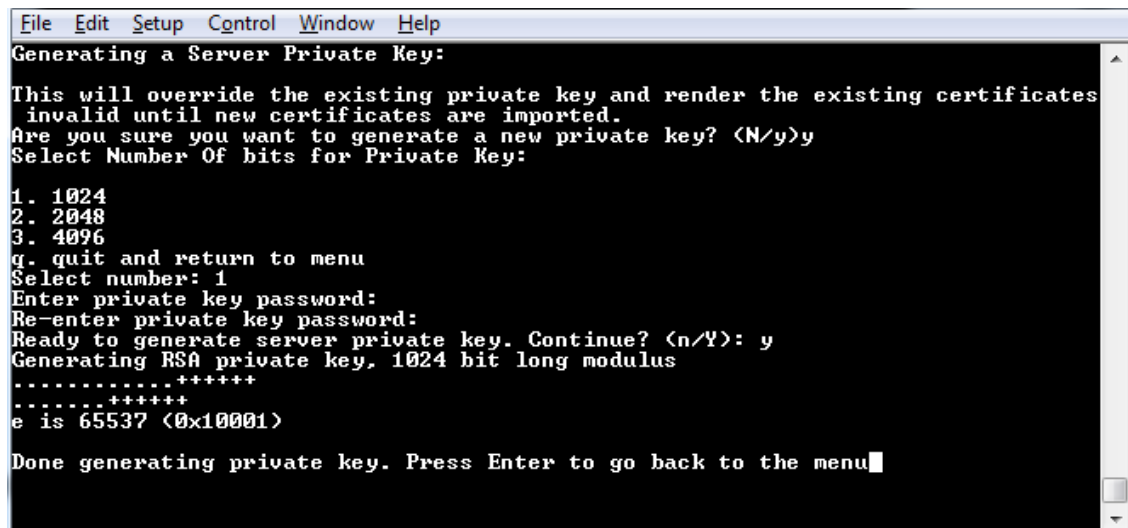 File Edit Setup Control Window Help
Generating a Server Private Key:
This will override the existing private key and render the existing certificates
invalid until new certificates are imported.
Are you sure you want to generate a new private key? (N/y)y
Select Number Of bits for Private Key:
1. 1024
2. 2048
3. 4096
q. quit and return to menu
Select number: 1
Enter private key password:
Re-enter private key password:
Ready to generate server private key. Continue? (n/Y): y
Generating RSA private key, 1024 bit long modulus
............++++++
.......++++++
e is 65537 (0x10001)
Done generating private key. Press Enter to go back to the menu